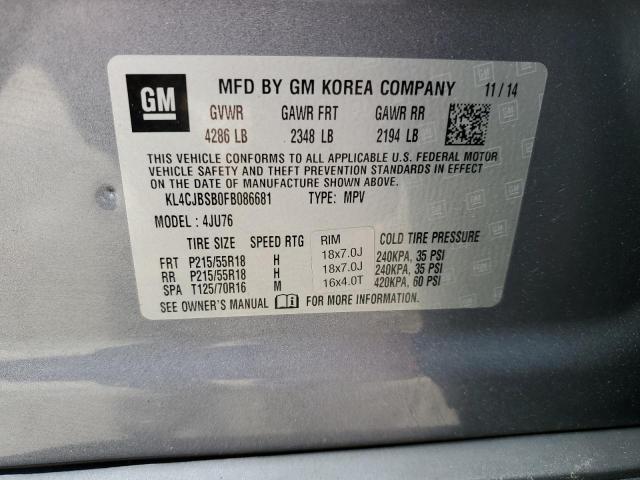 GM
MFD BY GM KOREA COMPANY 11/14
GVWR GAWR FRT GAWR RR
4286 LB 2348 LB 2194 LB
THIS VEHICLE CONFORMS TO ALL APPLICABLE U.S. FEDERAL MOTOR
VEHICLE SAFETY AND THEFT PREVENTION STANDARDS IN
EFFECT ON THE DATE OF MANUFACTURE SHOWN ABOVE.
KL4CJBSB0FB086681 TYPE: MPV
MODEL: 4JU76
TIRE SIZE SPEED RTG RIM COLD TIRE PRESSURE
FRT P215/55R18 H 18x7.0J 240KPA, 35 PSI
RR P215/55R18 H 18x7.0J 240KPA, 35 PSI
SPA T125/70R16 M 16x4.0T 420KPA, 60 PSI
SEE OWNER'S MANUAL FOR MORE INFORMATION.